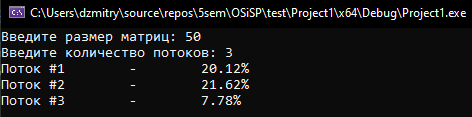 C:\Users\dzmitry\source\repos\5sem\OSiSP\test\Project1\x64\Debug\Project1.exe
Введите размер матриц: 50
Введите количество потоков: 3
Поток #1 - 20.12%
Поток #2 - 21.62%
Поток #3 - 7.78%